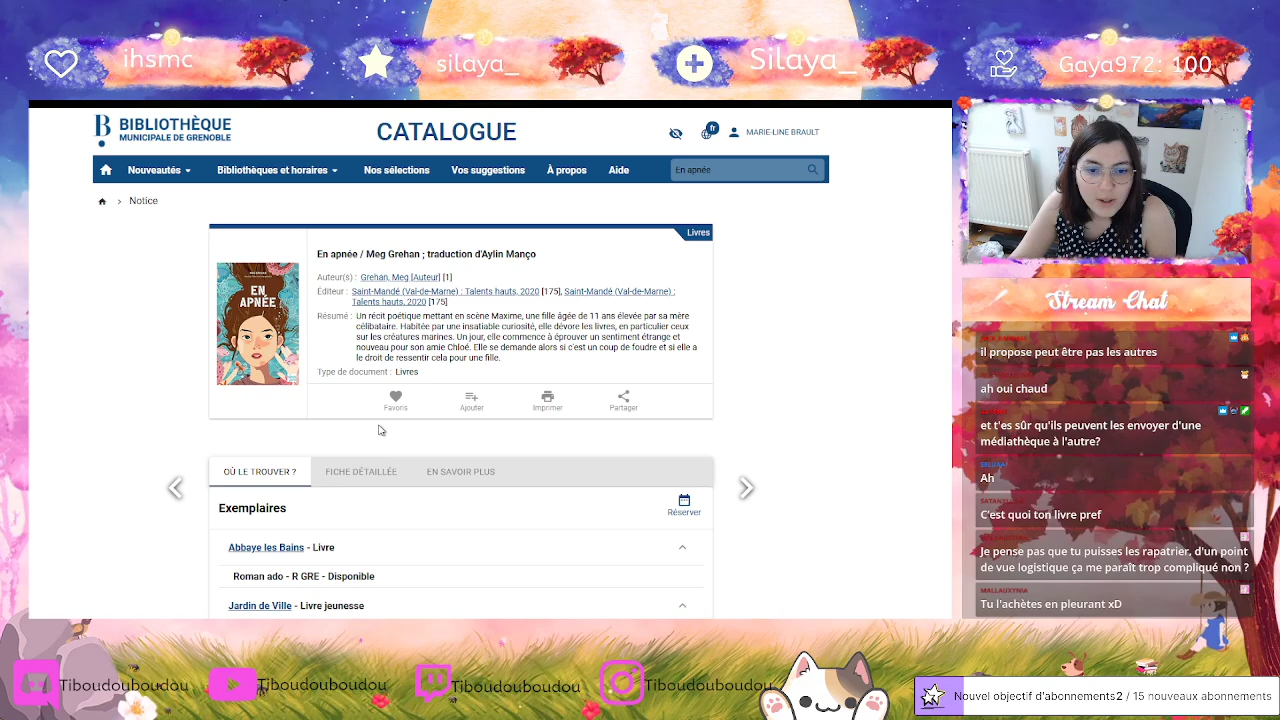 ihsmc
silaya_
Silaya_
Gaya972: 100
B BIBLIOTHÈQUE
MUNICIPALE DE GRENOBLE
CATALOGUE
fr
MARIE-LINE BRAULT
Nouveautés
Bibliothèques et horaires
Nos sélections
Vos suggestions
À propos
Aide
En apnée
> Notice
Livres
MEG GREHAN
EN
APNÉE
En apnée / Meg Grehan ; traduction d'Aylin Manço
Auteur(s) : Grehan, Meg [Auteur] [1]
Éditeur : Saint-Mandé (Val-de-Marne) : Talents hauts, 2020 [175], Saint-Mandé (Val-de-Marne) :
Talents hauts, 2020 [175]
Résumé : Un récit poétique mettant en scène Maxime, une fille âgée de 11 ans élevée par sa mère
célibataire. Habitée par une insatiable curiosité, elle dévore les livres, en particulier ceux
sur les créatures marines. Un jour, elle commence à éprouver un sentiment étrange et
nouveau pour son amie Chloé. Elle se demande alors si c'est un coup de foudre et si elle a
le droit de ressentir cela pour une fille.
Type de document : Livres
Favoris
Ajouter
Imprimer
Partager
OÙ LE TROUVER ?
FICHE DÉTAILLÉE
EN SAVOIR PLUS
Exemplaires
Réserver
Abbaye les Bains - Livre
Roman ado - R GRE - Disponible
Jardin de Ville - Livre jeunesse
Stream Chat
il propose peut être pas les autres
ah oui chaud
et t'es sûr qu'ils peuvent les envoyer d'une
médiathèque à l'autre?
Ah
C'est quoi ton livre pref
Je pense pas que tu puisses les rapatrier, d'un point
de vue logistique ça me paraît trop compliqué non ?
MALLAUXYNIA
Tu l'achètes en pleurant xD
Tiboudouboudou
Tiboudouboudou
Tiboudouboudou
Tiboudouboudou
Nouvel objectif d'abonnements 2 / 15 nouveaux abonnements